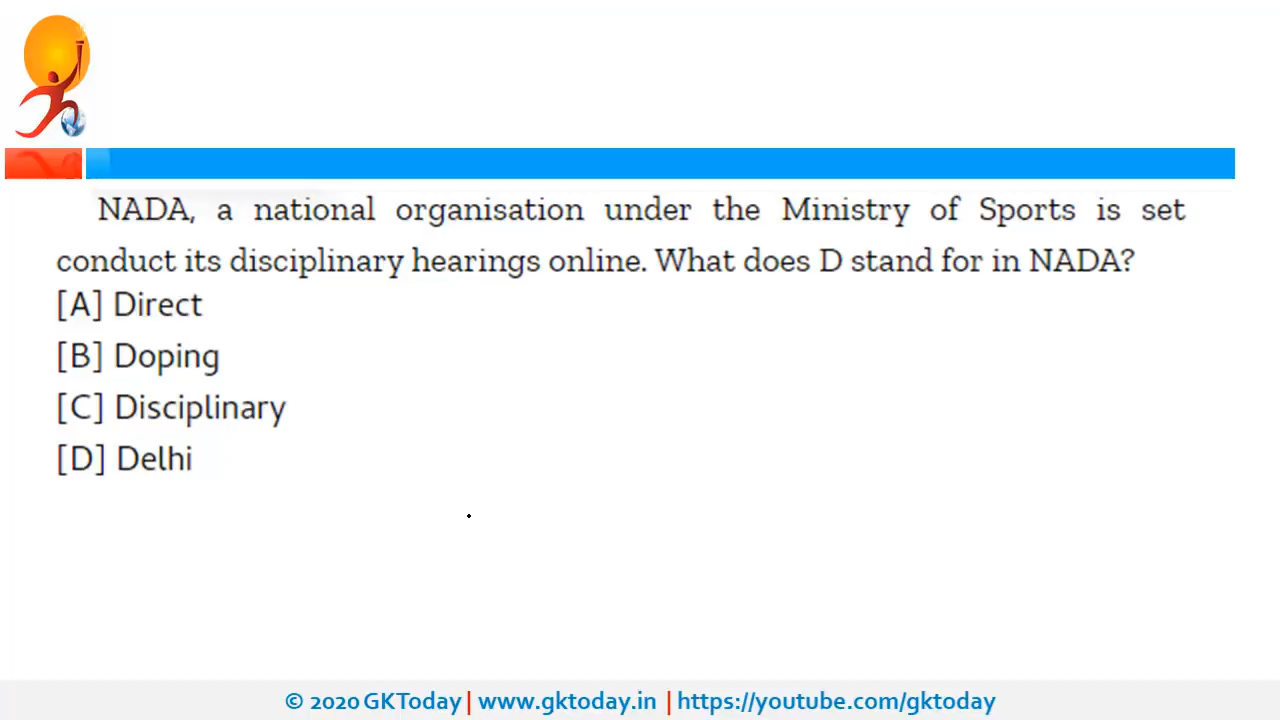 NADA, a national organisation under the Ministry of Sports is set
conduct its disciplinary hearings online. What does D stand for in NADA?
[A] Direct
[B] Doping
[C] Disciplinary
[D] Delhi
© 2020 GKToday | www.gktoday.in | https://youtube.com/gktoday